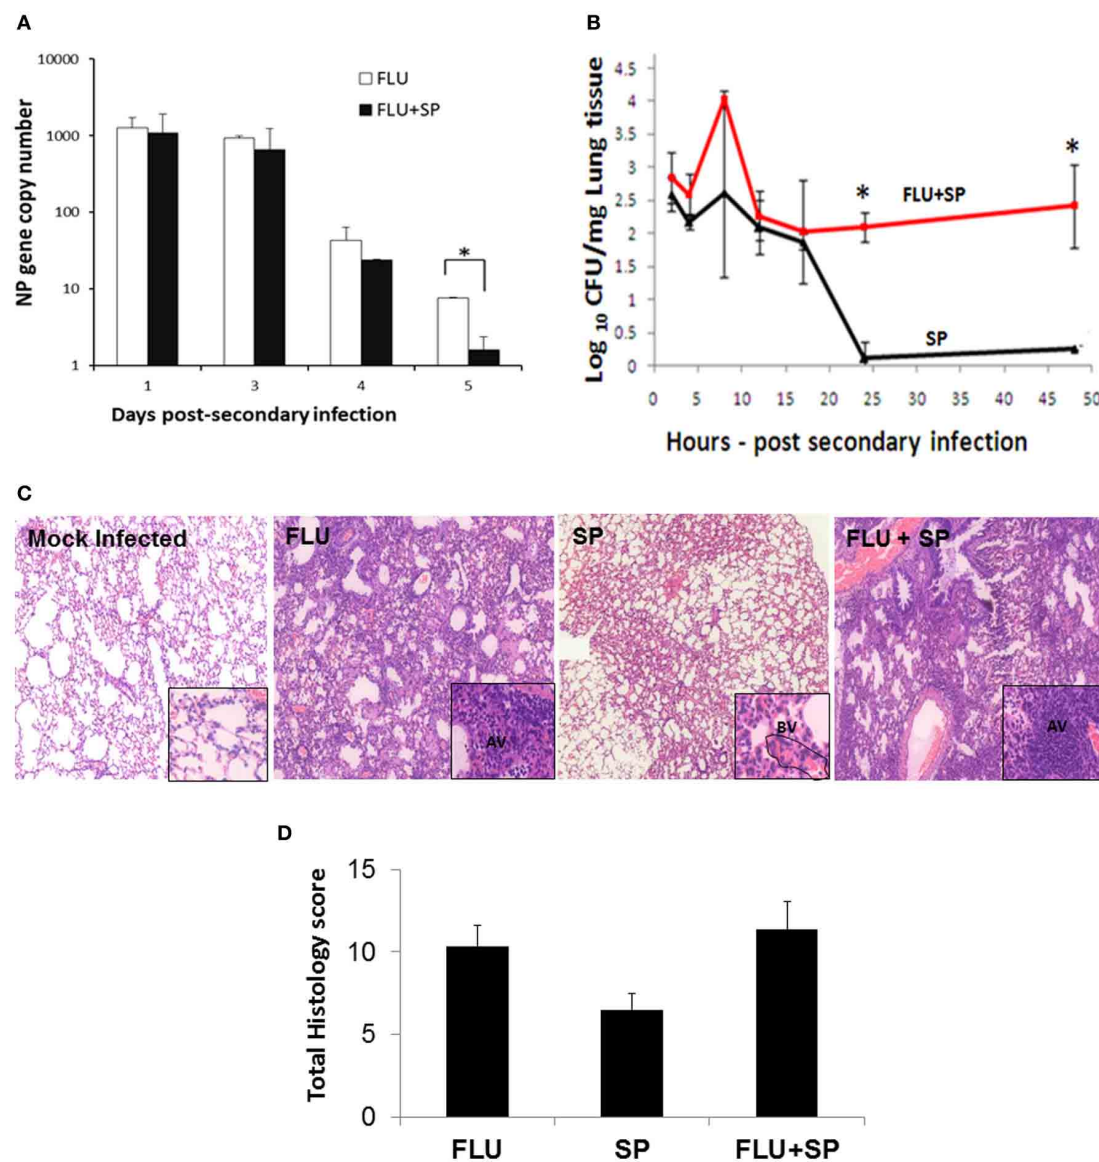 A
10000
1000
100
10
1
NP gene copy number
FLU
FLU+SP
*
1 3 4 5
Days post-secondary infection
B
4.5
4
3.5
3
2.5
2
1.5
1
0.5
0
Log 10 CFU/mg Lung tissue
*
*
FLU+SP
SP
0 5 10 15 20 25 30 35 40 45 50
Hours - post secondary infection
C
Mock Infected
FLU
AV
SP
BV
FLU + SP
AV
D
15
10
5
0
Total Histology score
FLU SP FLU+SP